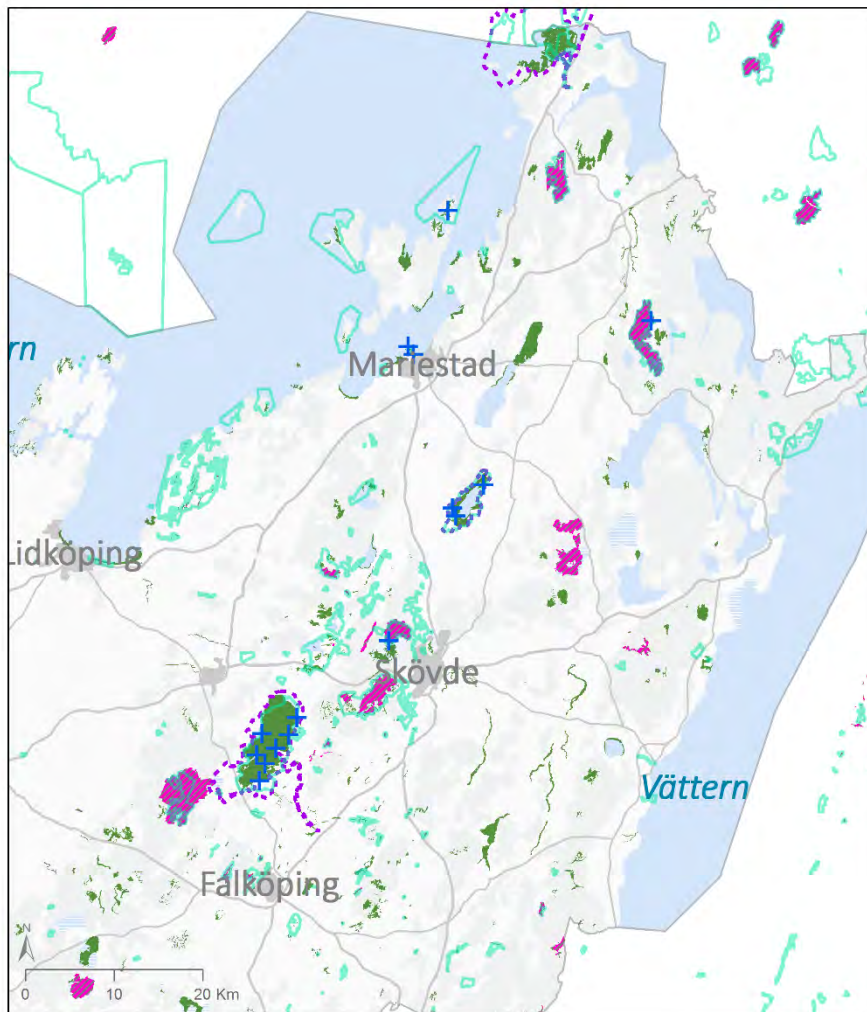 rn
Mariestad
Lidköping
Skövde
Vättern
Falköping
N
0 10 20 Km